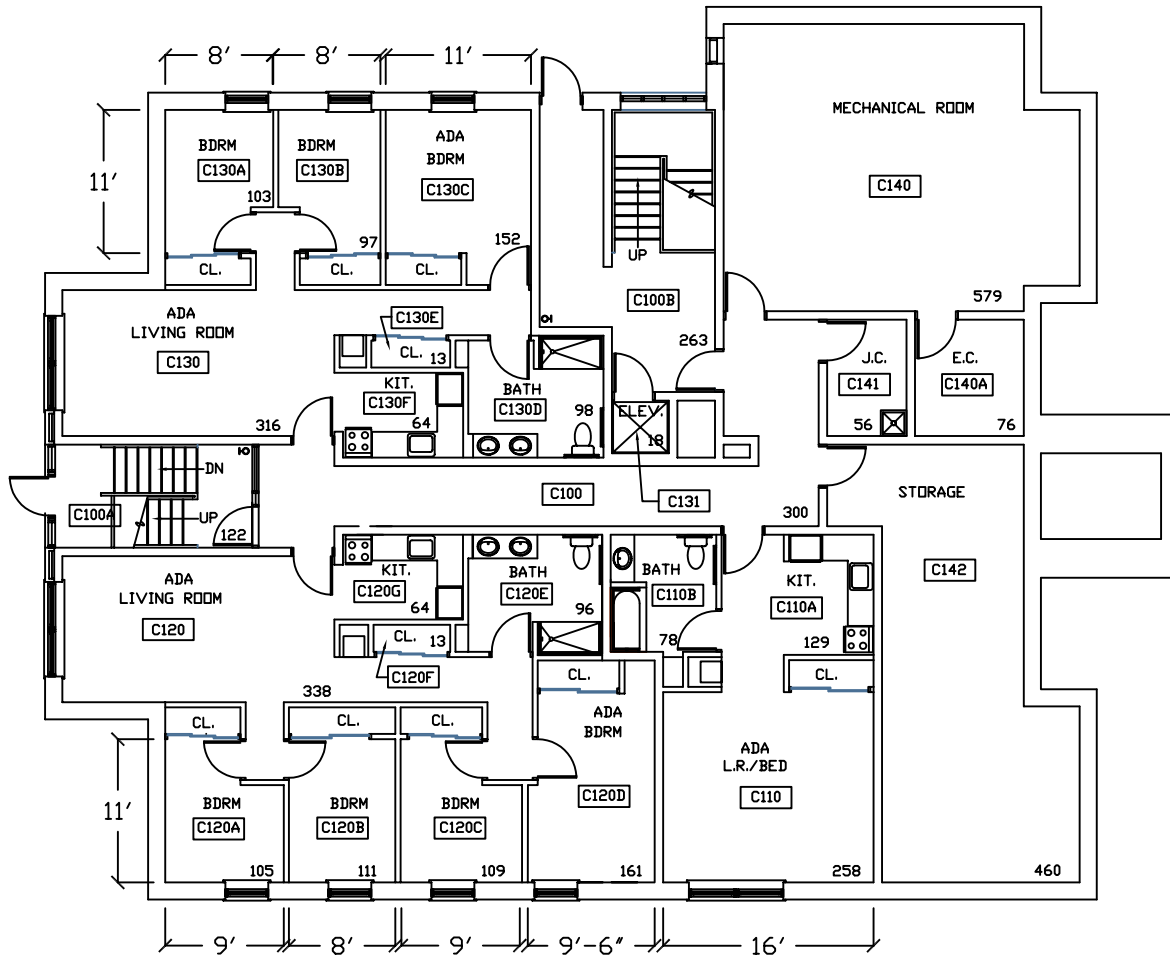 8' 8' 11'
MECHANICAL ROOM
C140
579
11'
BDRM
C130A
103
BDRM
C130B
97
ADA
BDRM
C130C
152
CL.
CL.
CL.
UP
C100B
263
ADA
LIVING ROOM
C130
316
C130E
CL. 13
KIT.
C130F
64
BATH
C130D
98
ELEV.
18
C131
J.C.
C141
56
E.C.
C140A
76
DN
C100A
UP
122
C100
300
STORAGE
C142
460
ADA
LIVING ROOM
C120
338
KIT.
C120G
64
CL. 13
C120F
BATH
C120E
96
BATH
C110B
78
KIT.
C110A
129
CL.
CL.
CL.
CL.
CL.
ADA
BDRM
C120D
161
ADA
L.R./BED
C110
258
11'
BDRM
C120A
105
BDRM
C120B
111
BDRM
C120C
109
9' 8' 9' 9'-6" 16'